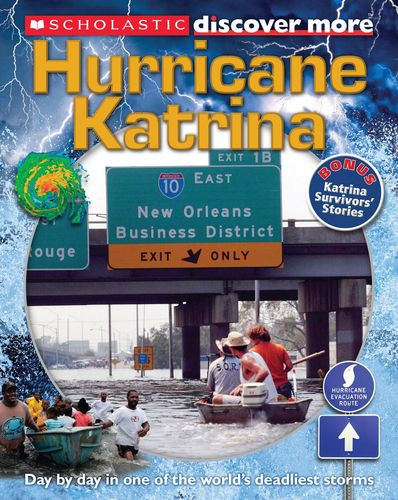 SCHOLASTIC discover more
Hurricane
Katrina
EXIT 1B
INTERSTATE
10 EAST
New Orleans
Business District
EXIT ONLY
ouge
BONUS
Katrina
Survivors'
Stories
HURRICANE
EVACUATION
ROUTE
Day by day in one of the world's deadliest storms